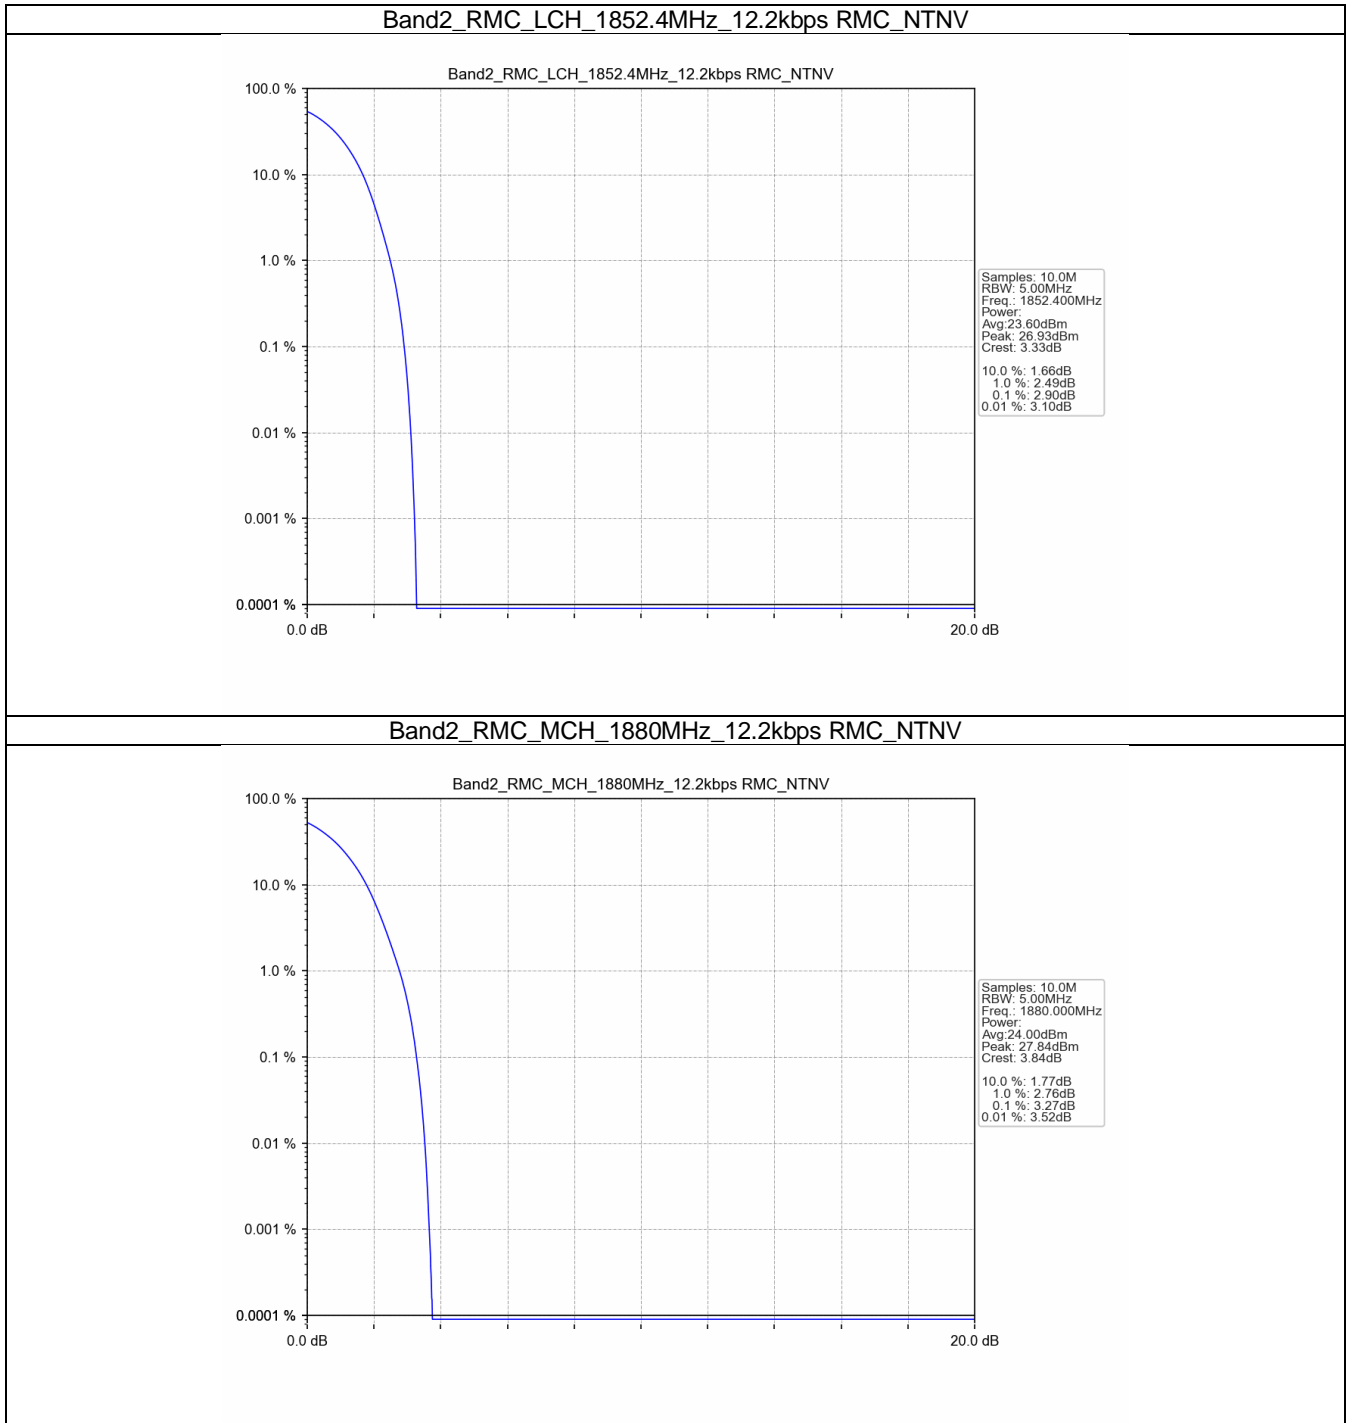 Band2_RMC_LCH_1852.4MHz_12.2kbps RMC_NTNV
Band2_RMC_LCH_1852.4MHz_12.2kbps RMC_NTNV
100.0 %
10.0 %
1.0 %
0.1 %
0.01 %
0.001 %
0.0001 %
0.0 dB
20.0 dB
Samples: 10.0M
RBW: 5.00MHz
Freq.: 1852.400MHz
Power:
Avg:23.60dBm
Peak: 26.93dBm
Crest: 3.33dB
10.0 %: 1.66dB
1.0 %: 2.49dB
0.1 %: 2.90dB
0.01 %: 3.10dB
Band2_RMC_MCH_1880MHz_12.2kbps RMC_NTNV
Band2_RMC_MCH_1880MHz_12.2kbps RMC_NTNV
100.0 %
10.0 %
1.0 %
0.1 %
0.01 %
0.001 %
0.0001 %
0.0 dB
20.0 dB
Samples: 10.0M
RBW: 5.00MHz
Freq.: 1880.000MHz
Power:
Avg:24.00dBm
Peak: 27.84dBm
Crest: 3.84dB
10.0 %: 1.77dB
1.0 %: 2.76dB
0.1 %: 3.27dB
0.01 %: 3.52dB